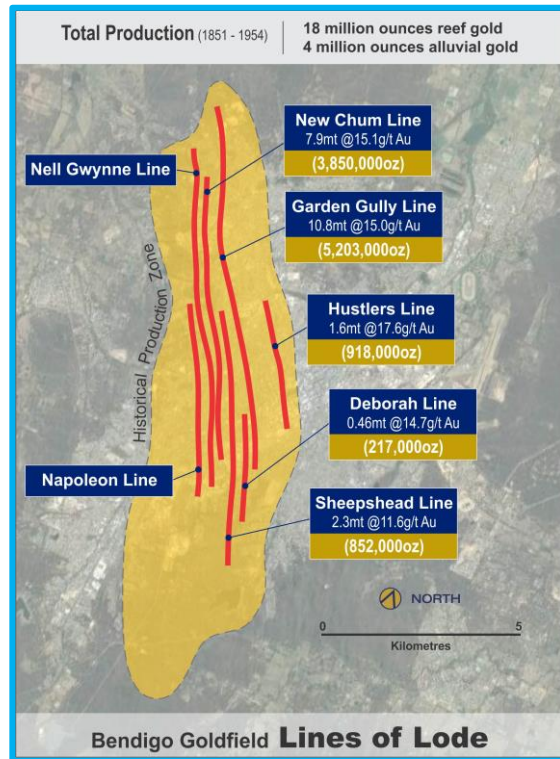 Total Production (1851 - 1954)
18 million ounces reef gold
4 million ounces alluvial gold
New Chum Line
7.9mt @15.1g/t Au
(3,850,000oz)
Nell Gwynne Line
Garden Gully Line
10.8mt @15.0g/t Au
(5,203,000oz)
Historical Production Zone
Hustlers Line
1.6mt @17.6g/t Au
(918,000oz)
Deborah Line
0.46mt @14.7g/t Au
(217,000oz)
Napoleon Line
Sheepshead Line
2.3mt @11.6g/t Au
(852,000oz)
NORTH
0 5
Kilometres
Bendigo Goldfield Lines of Lode